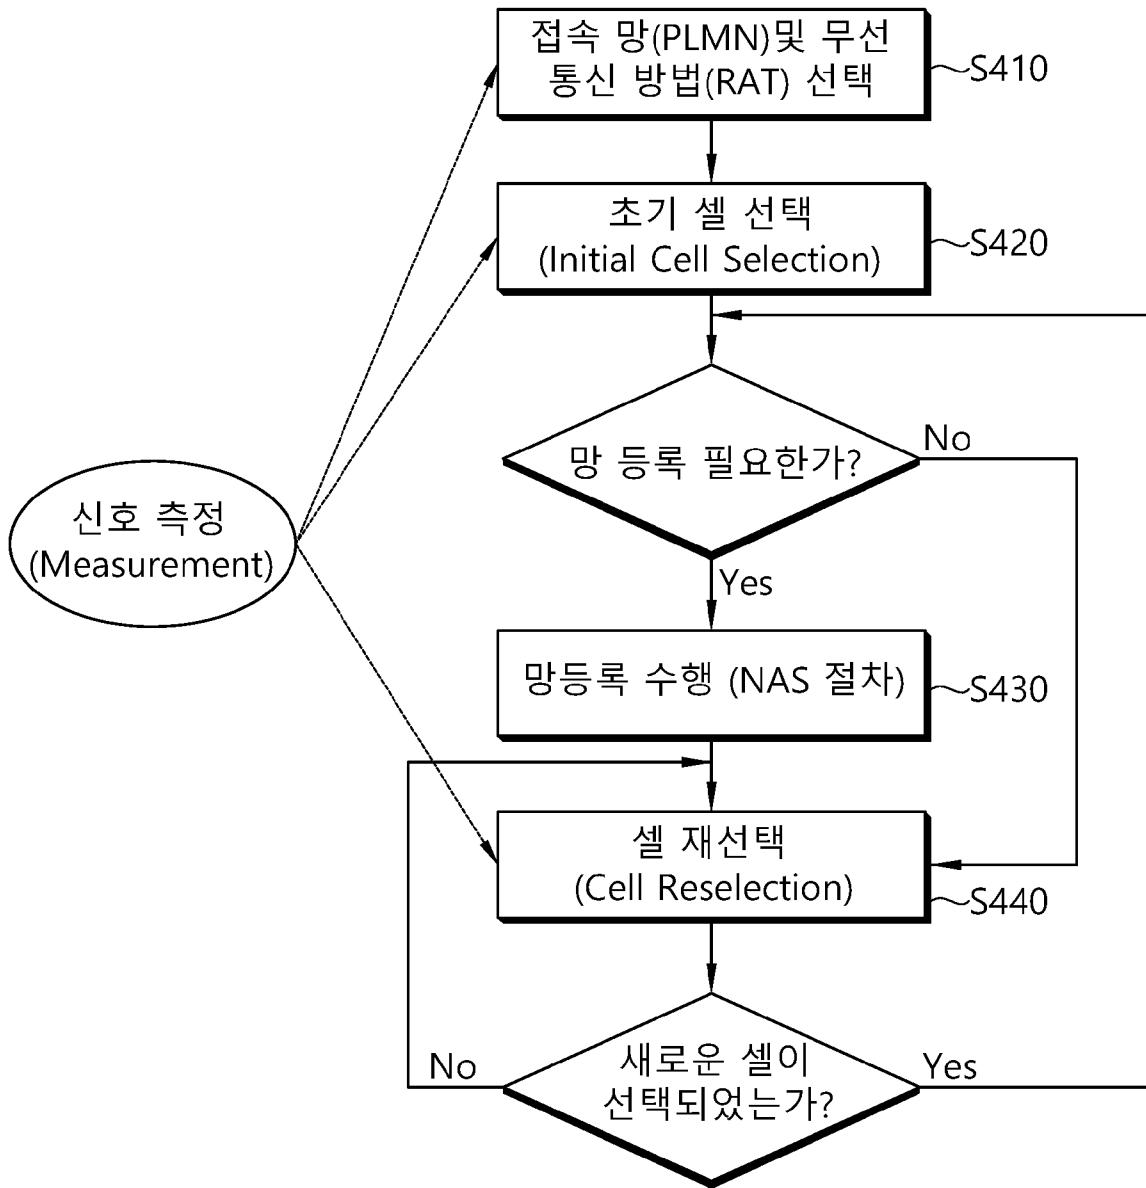 접속 망(PLMN)및 무선
통신 방법(RAT) 선택
S410
초기 셀 선택
(Initial Cell Selection)
S420
망 등록 필요한가?
No
Yes
신호 측정
(Measurement)
망등록 수행 (NAS 절차)
S430
셀 재선택
(Cell Reselection)
S440
새로운 셀이
선택되었는가?
No
Yes